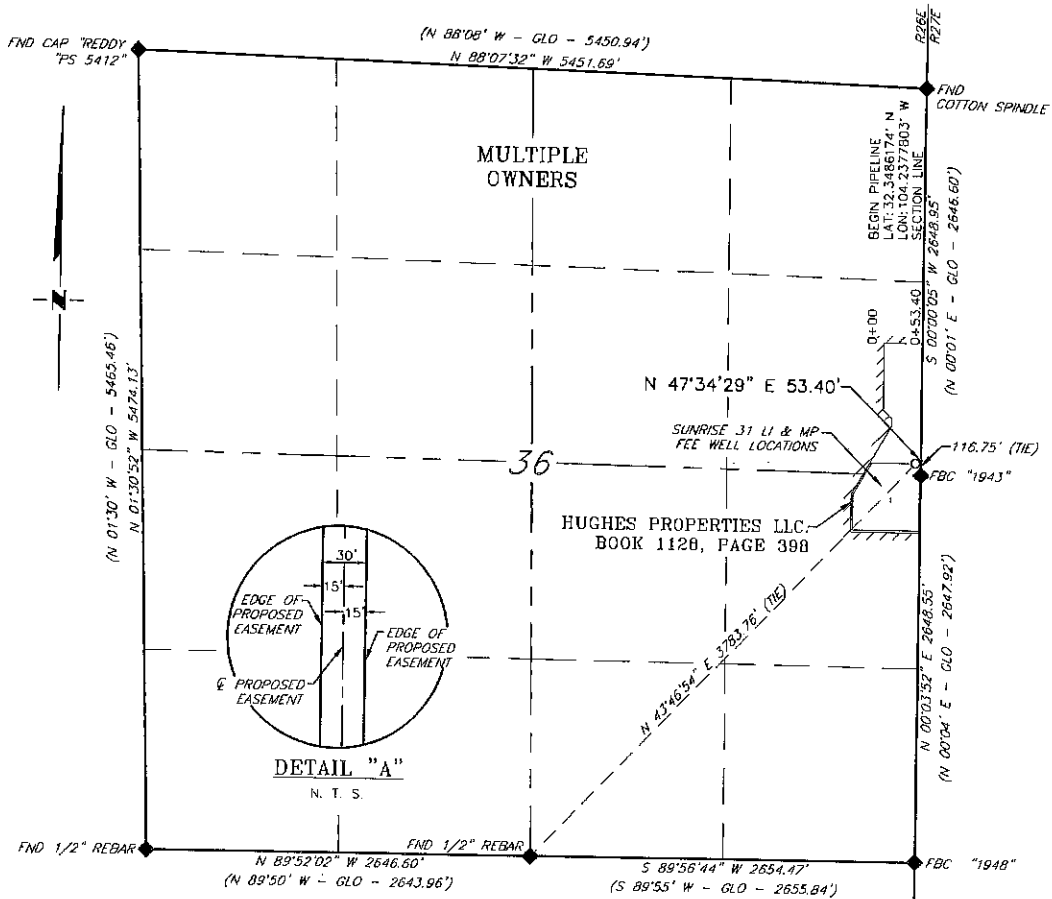 (N 88°08' W - GLO - 5450.94')
N 88°07'32" W 5451.69'
FND CAP "REDDY
"PS 5412"
R26E
R27E
FND
COTTON SPINDLE
MULTIPLE
OWNERS
BEGIN PIPELINE
LAT: 32.3486174° N
LON: 104.2377803° W
SECTION LINE
S 00°00'05" W 2648.95'
(N 00°01' E - GLO - 2646.60')
N
0+00
0+53.40
(N 01°30' W - GLO - 5465.46')
N 01°30'52" W 5474.13'
N 47°34'29" E 53.40'
SUNRISE 31 LI & MP
FEE WELL LOCATIONS
116.75' (TIE)
36
FBC "1943"
HUGHES PROPERTIES LLC.
BOOK 1128, PAGE 398
30'
15'
15'
EDGE OF
PROPOSED
EASEMENT
EDGE OF
PROPOSED
EASEMENT
℄ PROPOSED
EASEMENT
DETAIL "A"
N. T. S.
N 43°46'54" E 3783.76' (TIE)
N 00°03'52" E 2648.55'
(N 00°04' E - GLO - 2647.92')
FND 1/2" REBAR
FND 1/2" REBAR
N 89°52'02" W 2646.60'
(N 89°50' W - GLO - 2643.96')
S 89°56'44" W 2654.47'
(S 89°55' W - GLO - 2655.84')
FBC "1948"